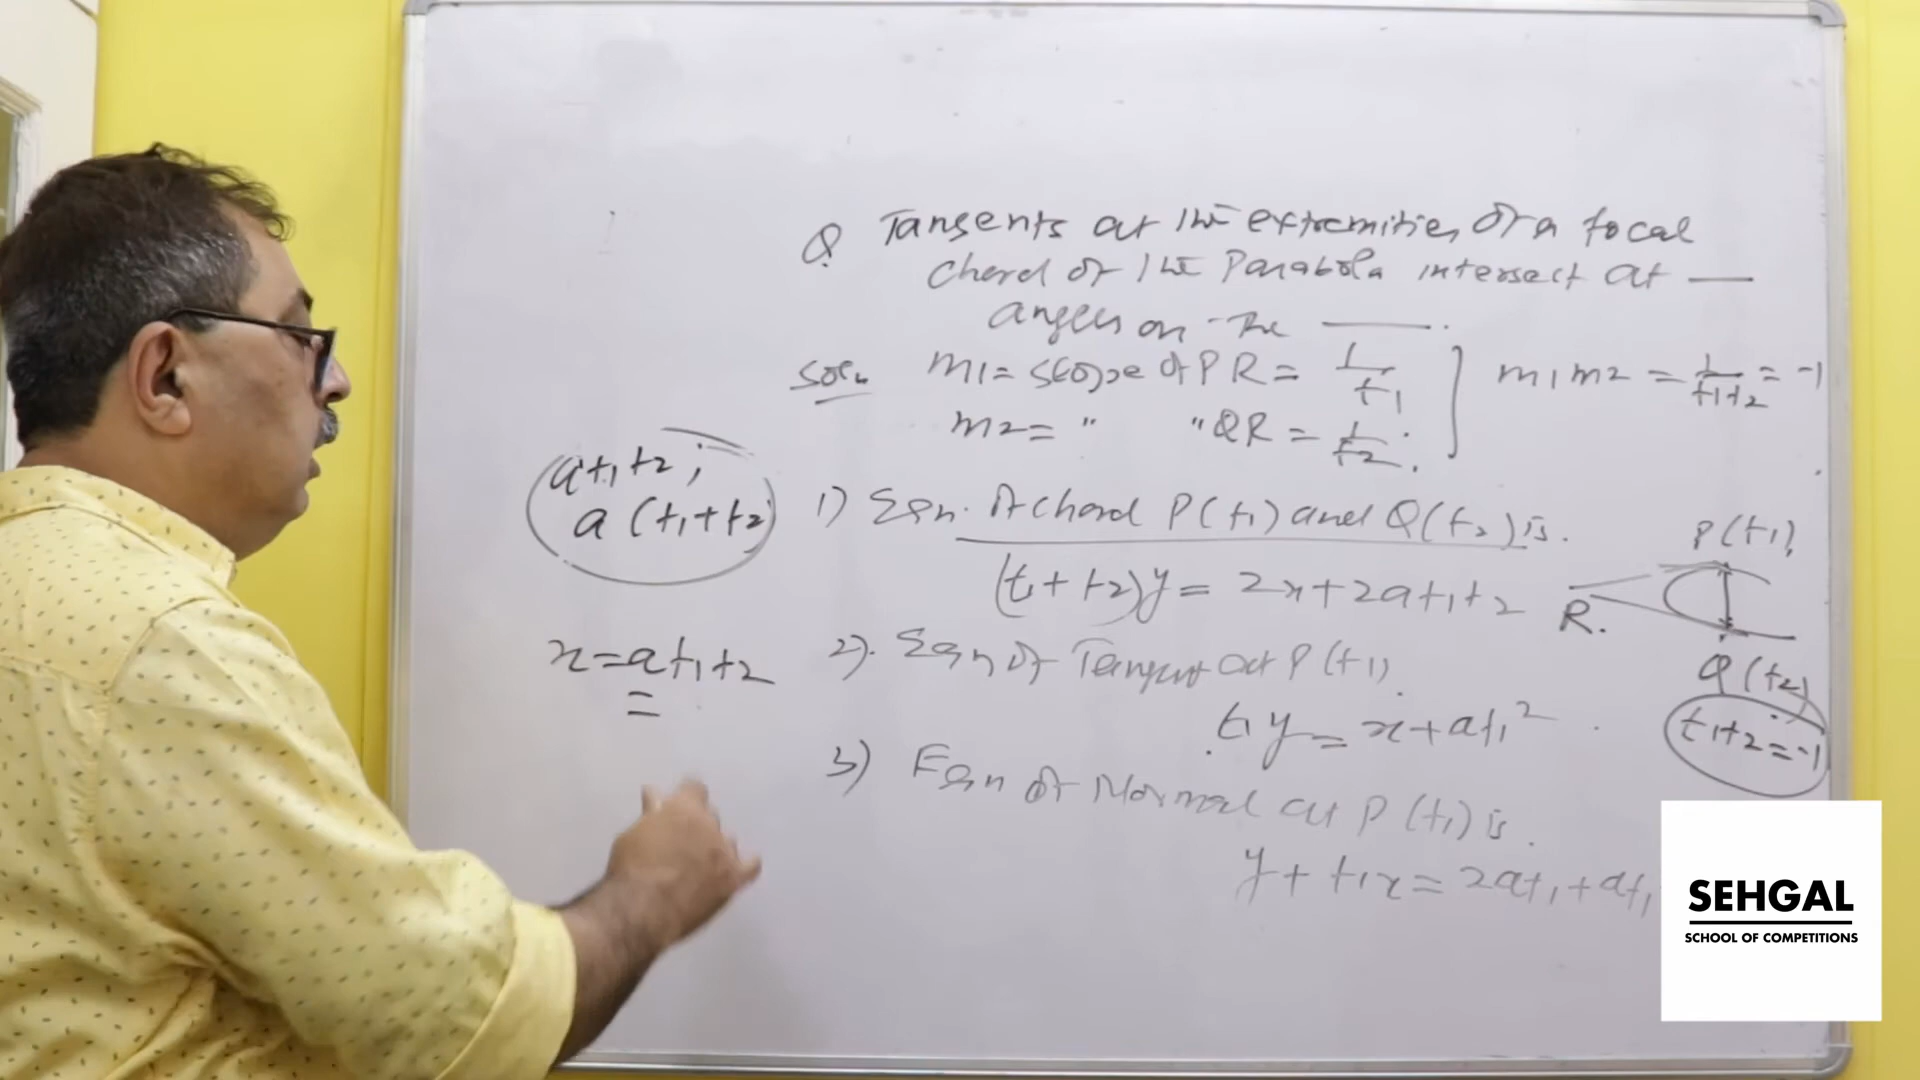 Q Tangents at the extremities of a focal
chord of the Parabola intersect at ___
angles on the ___.
Soln m1 = slope of PR = 1/t1
m2 = " " QR = 1/t2.
m1m2 = 1/t1t2 = -1
at1t2;
a(t1+t2)
1) Eqn. of chord P(t1) and Q(t2) is.
(t1+t2)y = 2x+2at1t2
P(t1)
R.
Q(t2)
t1t2=-1
x=at1t2
=
2). Eqn of Tangent at P(t1)
t1y = x+at1²
3) Eqn of Normal at P(t1) is.
y+t1x = 2at1+at1
SEHGAL
SCHOOL OF COMPETITIONS